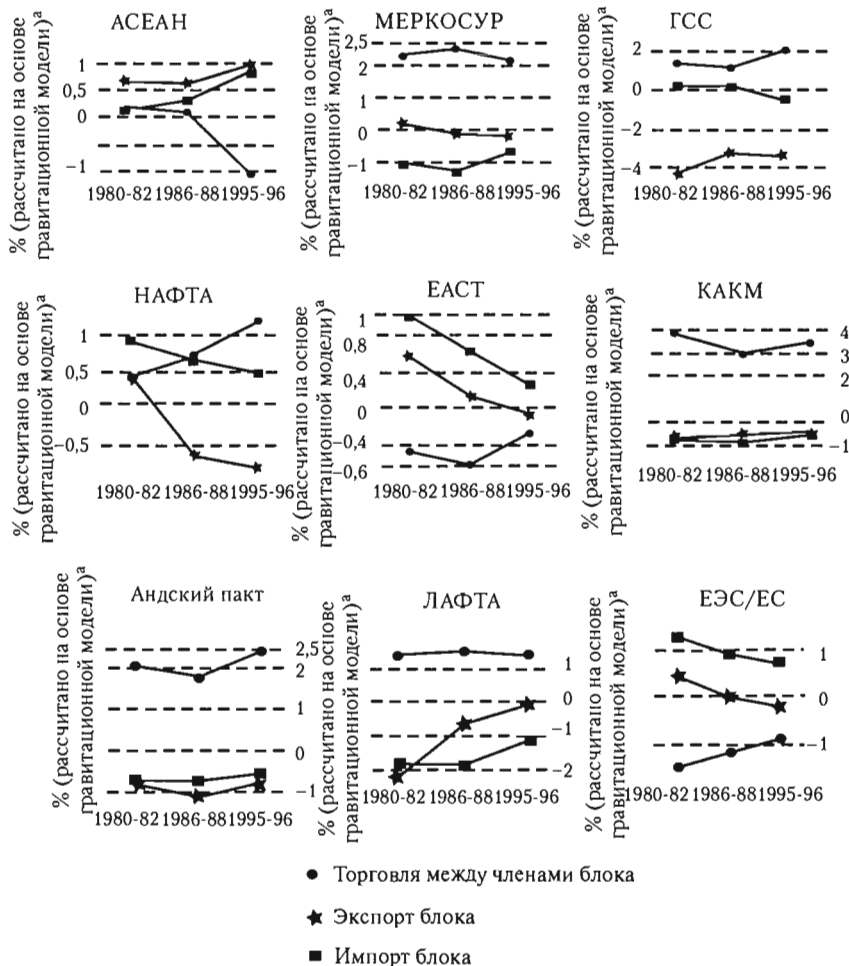 АСЕАН
% (рассчитано на основе
гравитационной модели)ᵃ
1
0,5
0
−1
1980-82 1986-88 1995-96
МЕРКОСУР
% (рассчитано на основе
гравитационной модели)ᵃ
2,5
2
1
0
−1
1980-82 1986-88 1995-96
ГСС
% (рассчитано на основе
гравитационной модели)ᵃ
2
0
−2
−4
1980-82 1986-88 1995-96
НАФТА
% (рассчитано на основе
гравитационной модели)ᵃ
1
0,5
0
−0,5
1980-82 1986-88 1995-96
ЕАСТ
% (рассчитано на основе
гравитационной модели)ᵃ
1
0,8
0,4
0
−0,4
−0,6
1980-82 1986-88 1995-96
КАКМ
% (рассчитано на основе
гравитационной модели)ᵃ
4
3
2
0
−1
1980-82 1986-88 1995-96
Андский пакт
% (рассчитано на основе
гравитационной модели)ᵃ
2,5
2
1
0
−1
1980-82 1986-88 1995-96
ЛАФТА
% (рассчитано на основе
гравитационной модели)ᵃ
1
0
−1
−2
1980-82 1986-88 1995-96
ЕЭС/ЕС
% (рассчитано на основе
гравитационной модели)ᵃ
1
0
−1
1980-82 1986-88 1995-96
Торговля между членами блока
Экспорт блока
Импорт блока